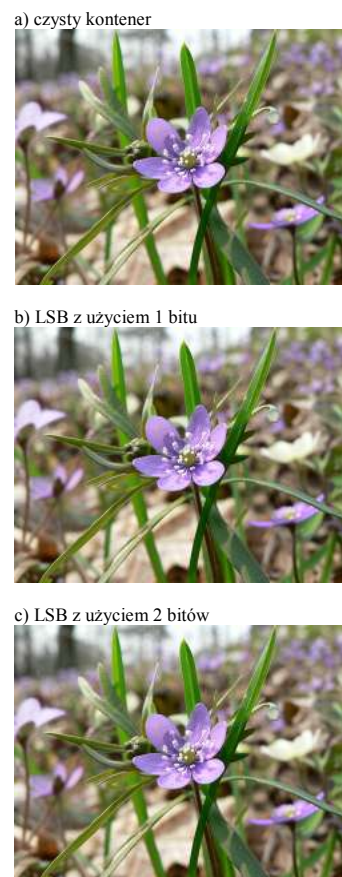 a) czysty kontener
b) LSB z użyciem 1 bitu
c) LSB z użyciem 2 bitów